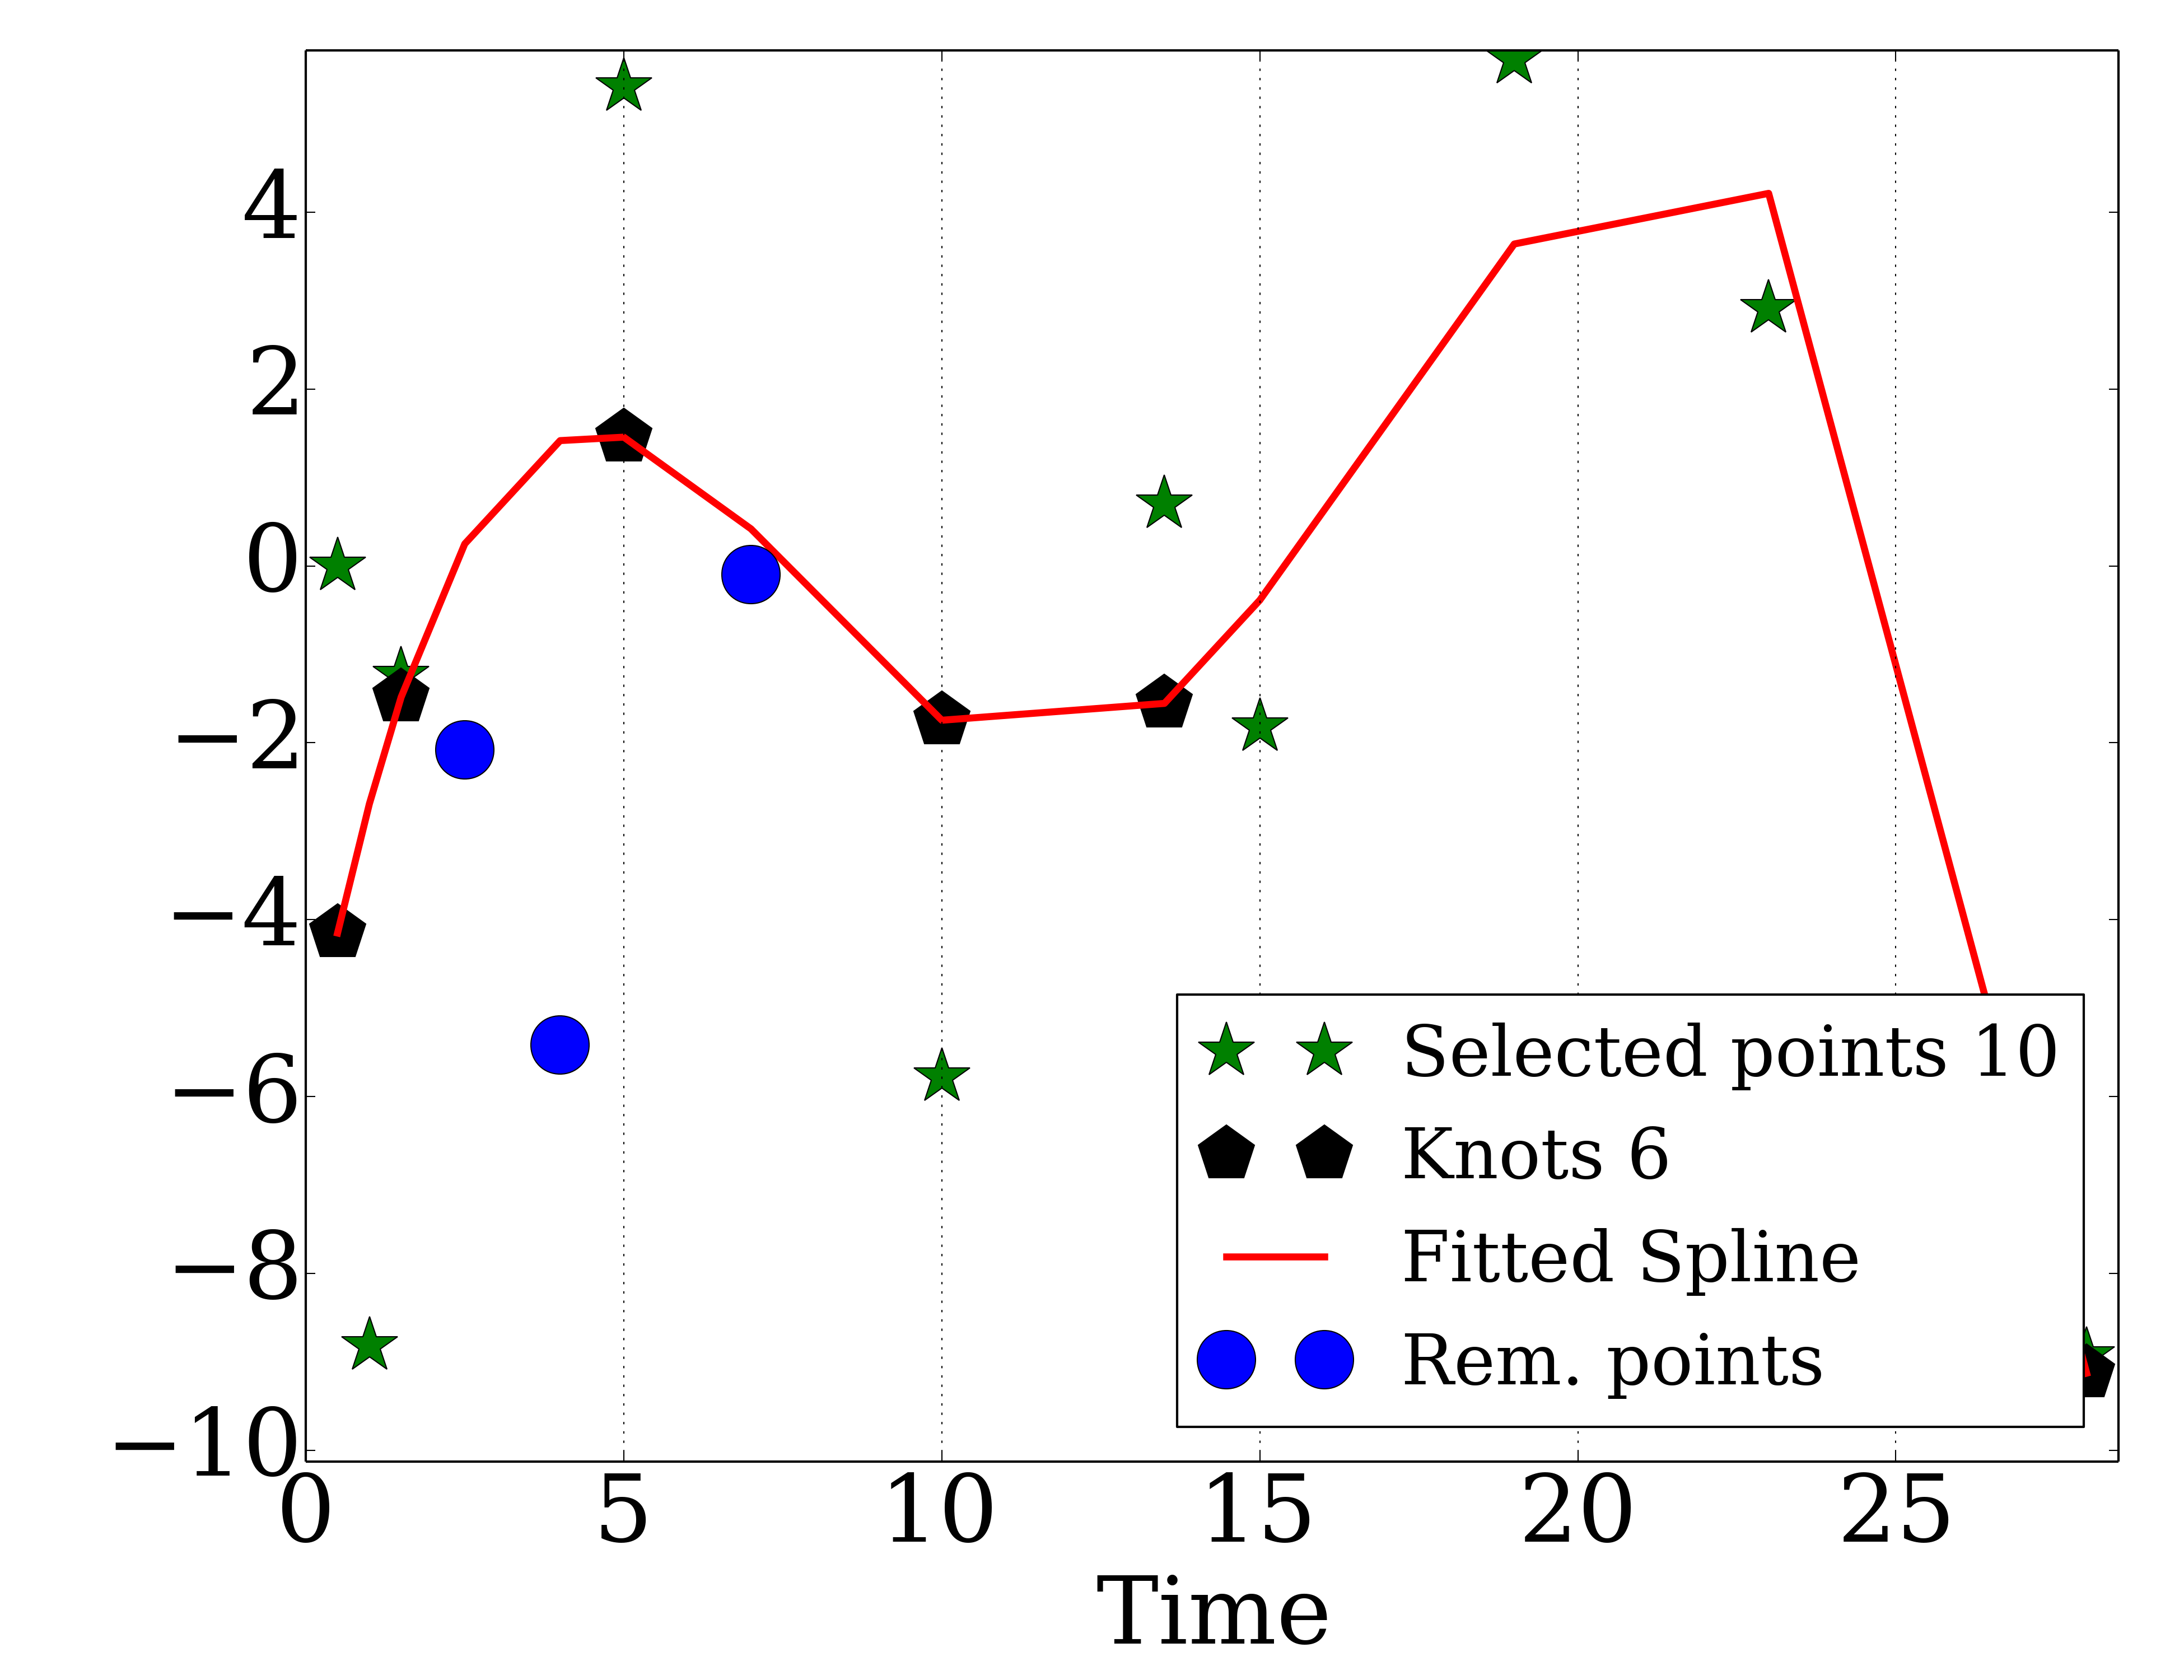 4
2
0
−2
−4
−6
−8
−10
0 5 10 15 20 25
Time
Selected points 10
Knots 6
Fitted Spline
Rem. points